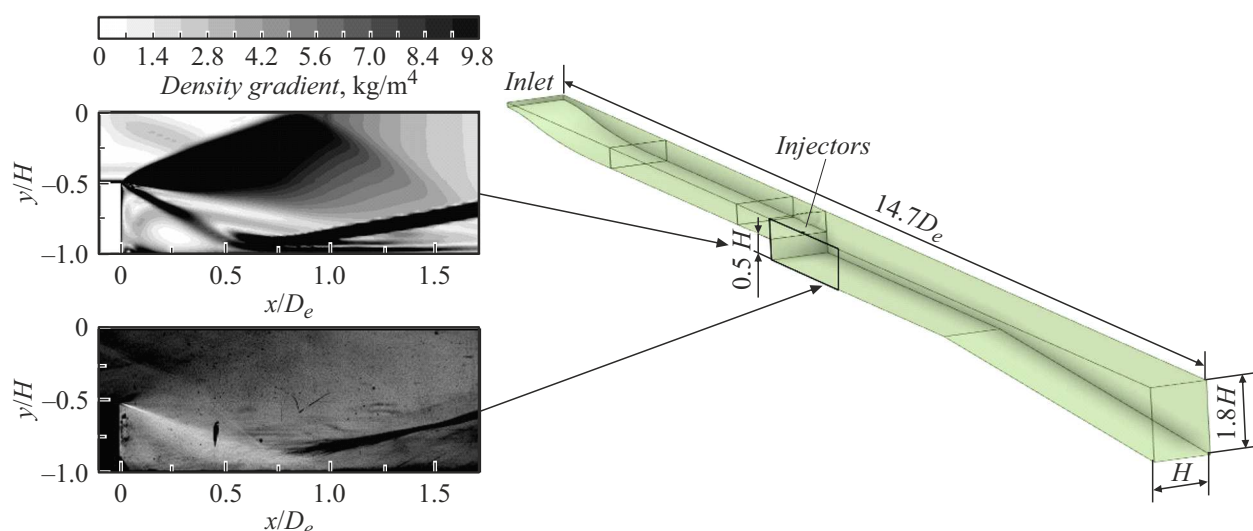 0 1.4 2.8 4.2 5.6 7.0 8.4 9.8
Density gradient, kg/m⁴
0
–0.5
–1.0
y/H
0 0.5 1.0 1.5
x/Dₑ
0
–0.5
–1.0
y/H
0 0.5 1.0 1.5
x/Dₑ
Inlet
Injectors
14.7Dₑ
0.5 H
1.8H
H